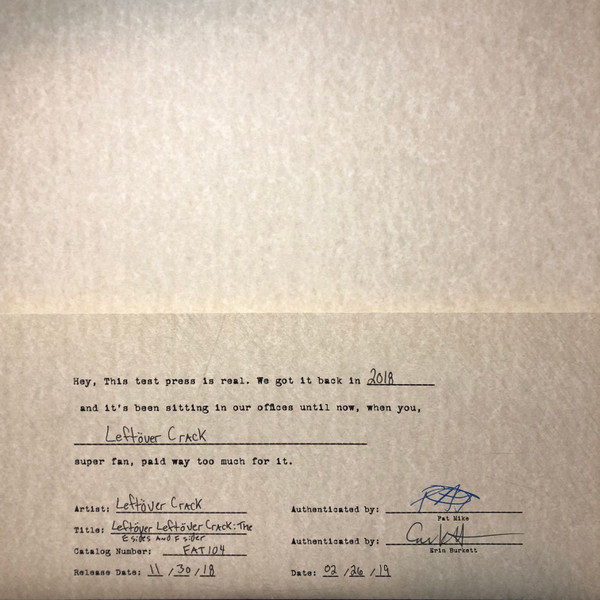 Hey, This test press is real. We got it back in 2018
and it's been sitting in our offices until now, when you,
Leftöver Crack
super fan, paid way too much for it.
Artist: Leftöver Crack
Title: Leftöver Leftöver Crack: The
E sides and F sides
Catalog Number: FAT104
Release Date: 11/30/18
Authenticated by:
Fat Mike
Authenticated by:
Erin Burkett
Date: 02/26/19